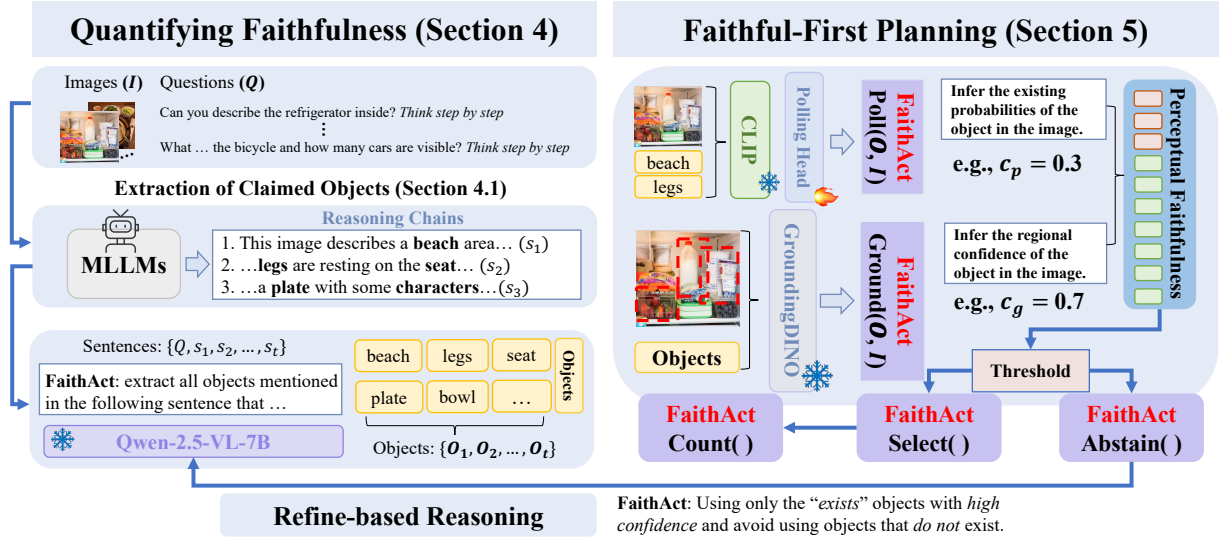 Quantifying Faithfulness (Section 4)
Images (I)
Questions (Q)
Can you describe the refrigerator inside? Think step by step
⋮
What … the bicycle and how many cars are visible? Think step by step
Extraction of Claimed Objects (Section 4.1)
MLLMs
Reasoning Chains
1. This image describes a beach area… (s₁)
2. …legs are resting on the seat… (s₂)
3. …a plate with some characters…(s₃)
Sentences: {Q, s₁, s₂, …, sₜ}
FaithAct: extract all objects mentioned
in the following sentence that …
Qwen-2.5-VL-7B
beach
legs
seat
plate
bowl
…
Objects
Objects: {O₁, O₂, …, Oₜ}
Refine-based Reasoning
Faithful-First Planning (Section 5)
beach
legs
CLIP
Polling Head
FaithAct
Poll(O, I)
Infer the existing
probabilities of the
object in the image.
e.g., cₚ = 0.3
Objects
GroundingDINO
FaithAct
Ground(O, I)
Infer the regional
confidence of the
object in the image.
e.g., c_g = 0.7
Perceptual Faithfulness
Threshold
FaithAct
Count( )
FaithAct
Select( )
FaithAct
Abstain( )
FaithAct: Using only the “exists” objects with high
confidence and avoid using objects that do not exist.